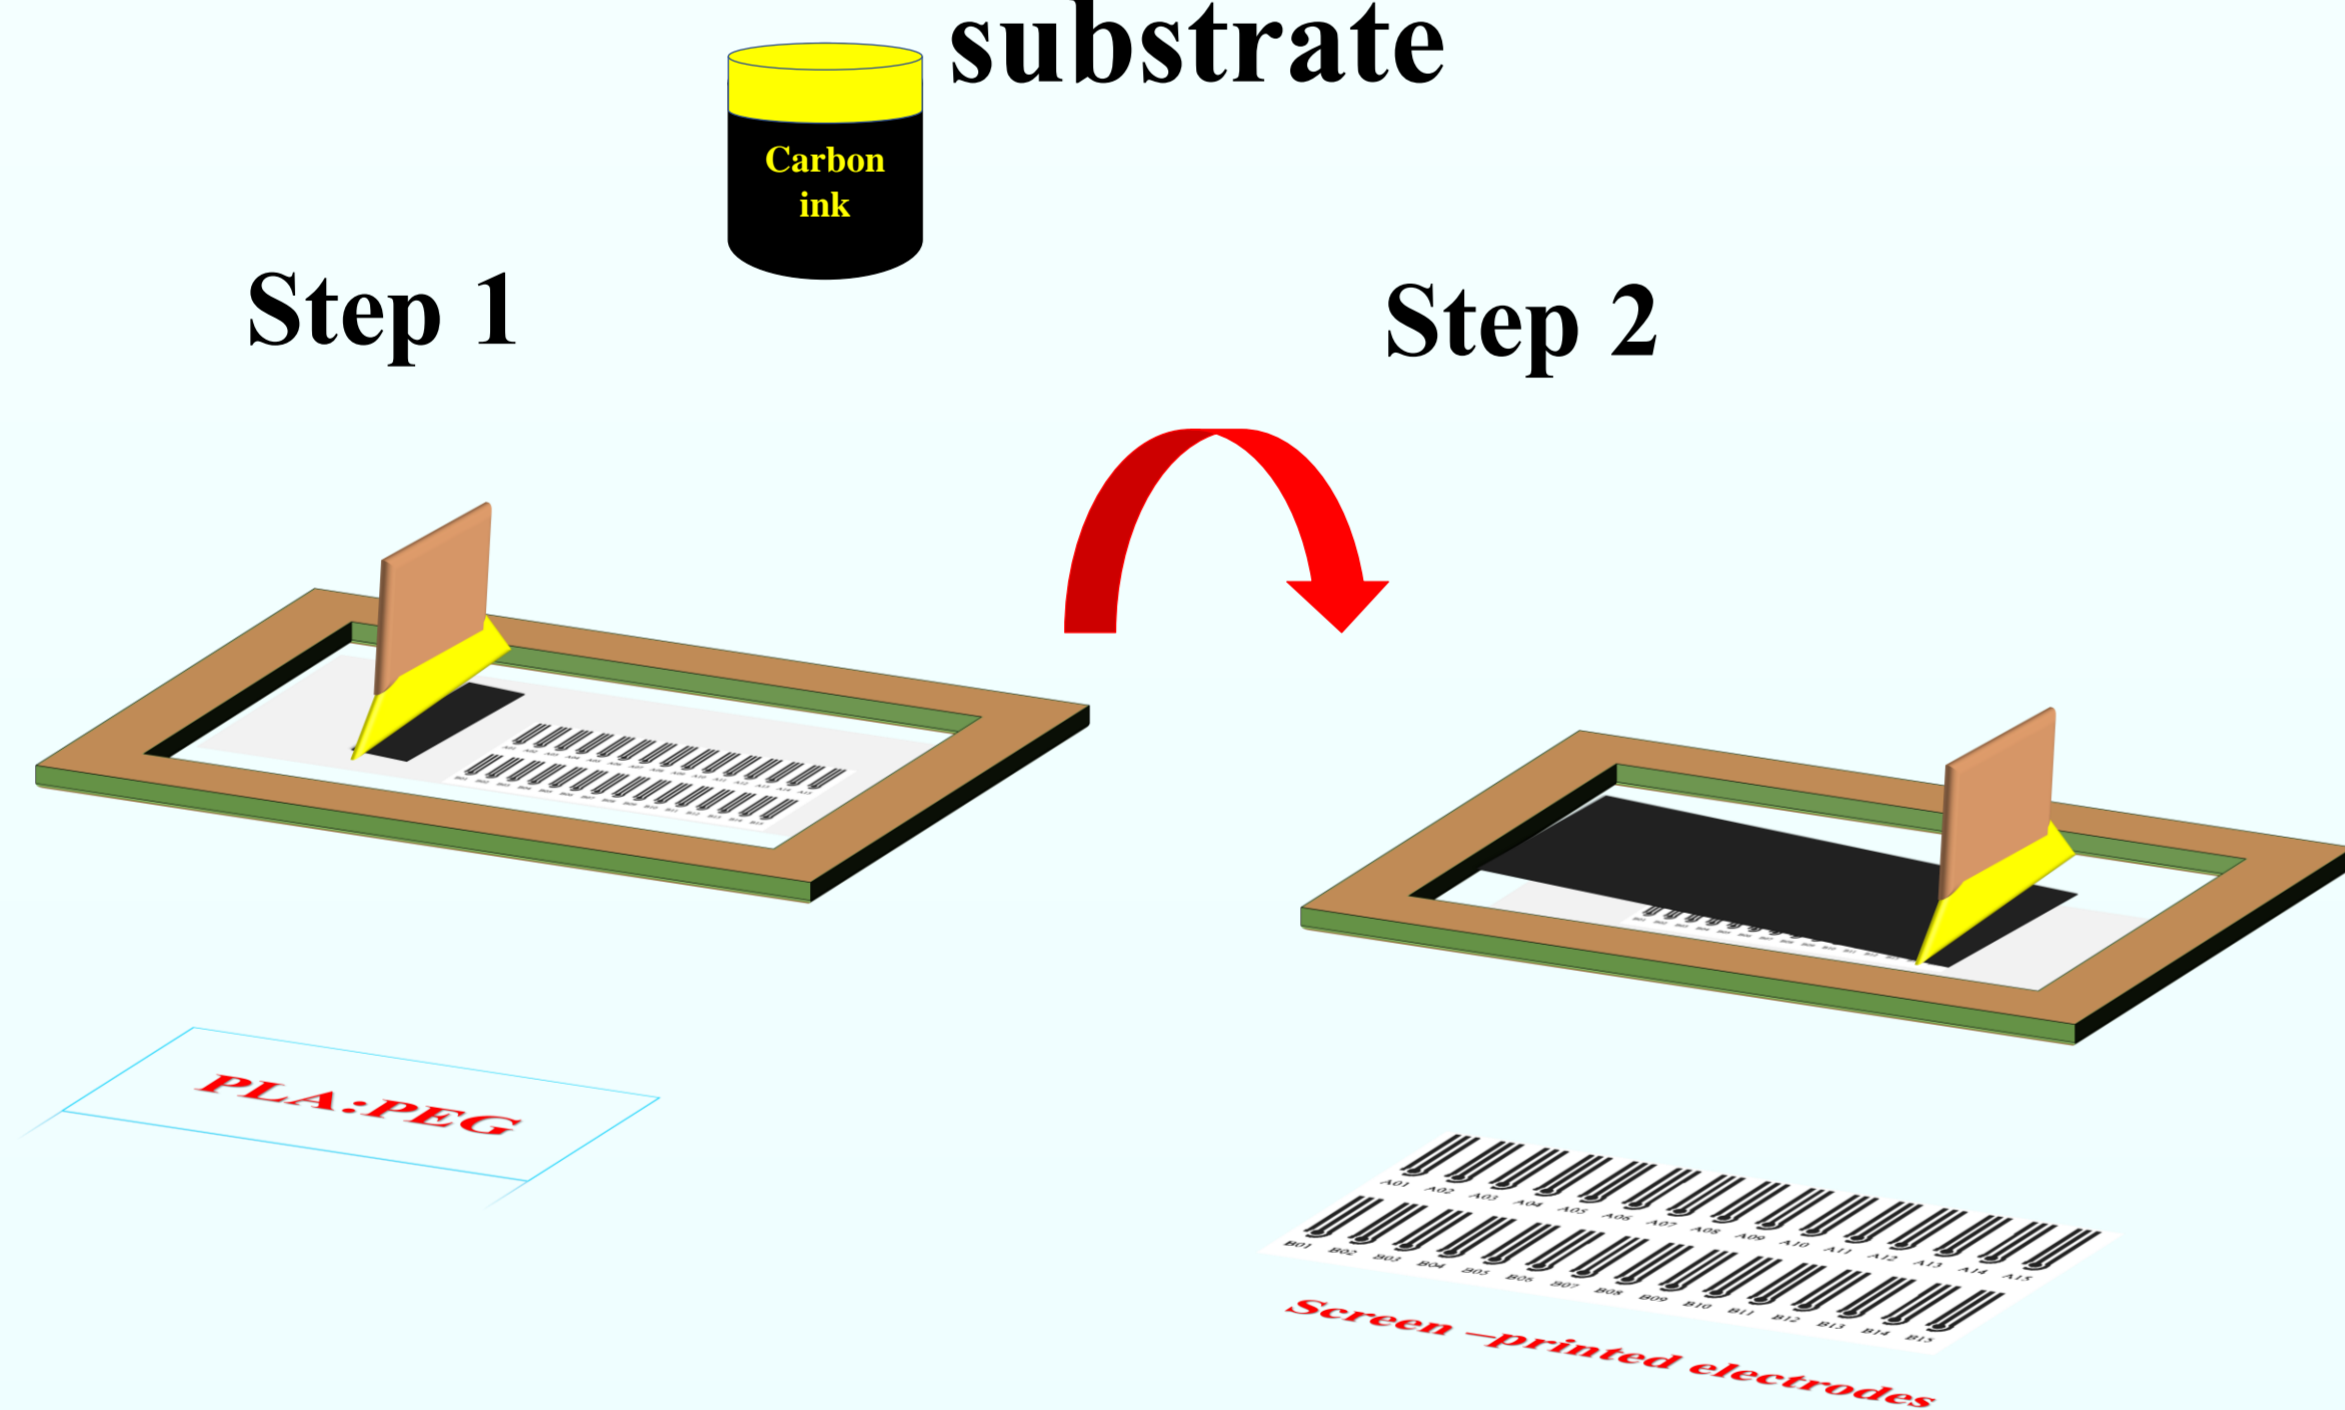 substrate
Carbon
ink
Step 1
Step 2
PLA:PEG
A01 A02 A03 A04 A05 A06 A07 A08 A09 A10 A11 A12 A13 A14 A15
B01 B02 B03 B04 B05 B06 B07 B08 B09 B10 B11 B12 B13 B14 B15
Screen –printed electrodes